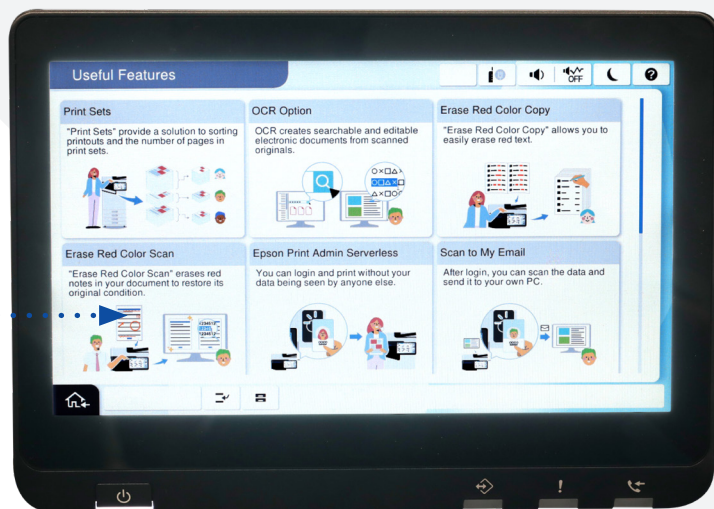 Useful Features
OFF
Print Sets
"Print Sets" provide a solution to sorting
printouts and the number of pages in
print sets.
OCR Option
OCR creates searchable and editable
electronic documents from scanned
originals.
Erase Red Color Copy
"Erase Red Color Copy" allows you to
easily erase red text.
Erase Red Color Scan
"Erase Red Color Scan" erases red
notes in your document to restore its
original condition.
Epson Print Admin Serverless
You can login and print without your
data being seen by anyone else.
Scan to My Email
After login, you can scan the data and
send it to your own PC.